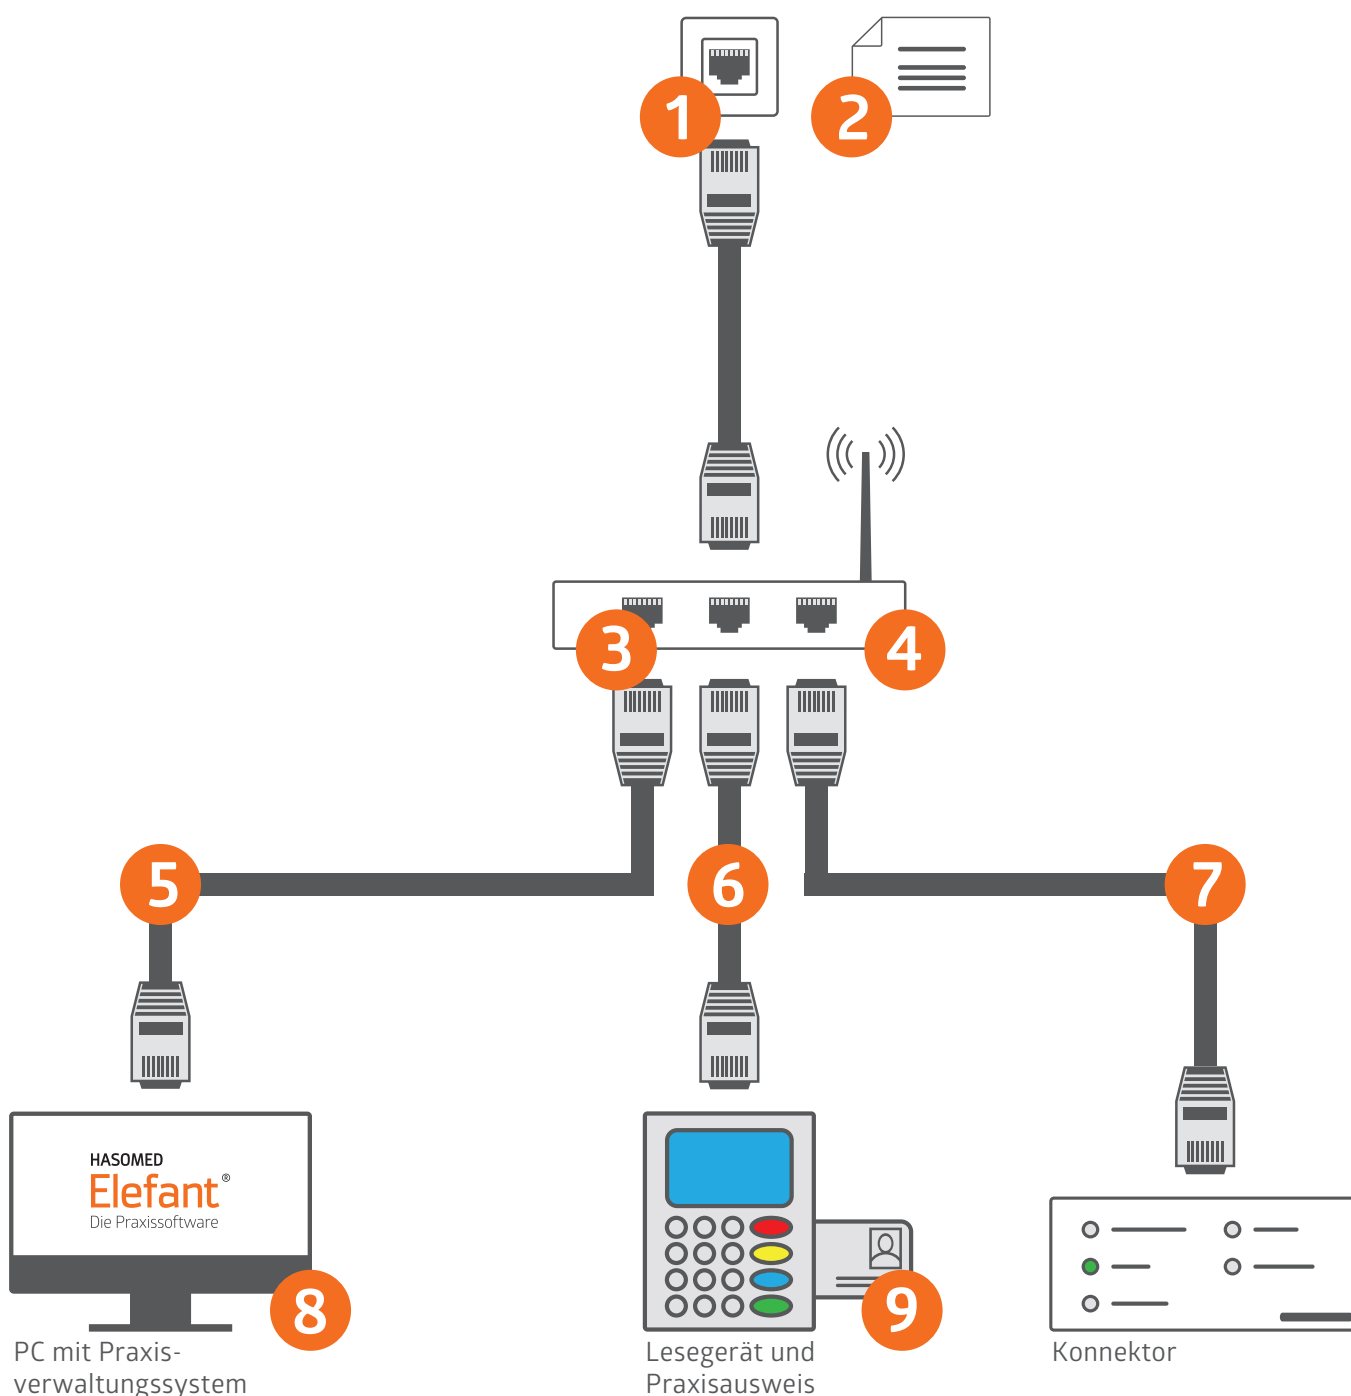 1
2
3
4
5
6
7
HASOMED
Elefant®
Die Praxissoftware
8
9
PC mit Praxis-
verwaltungssystem
Lesegerät und
Praxisausweis
Konnektor